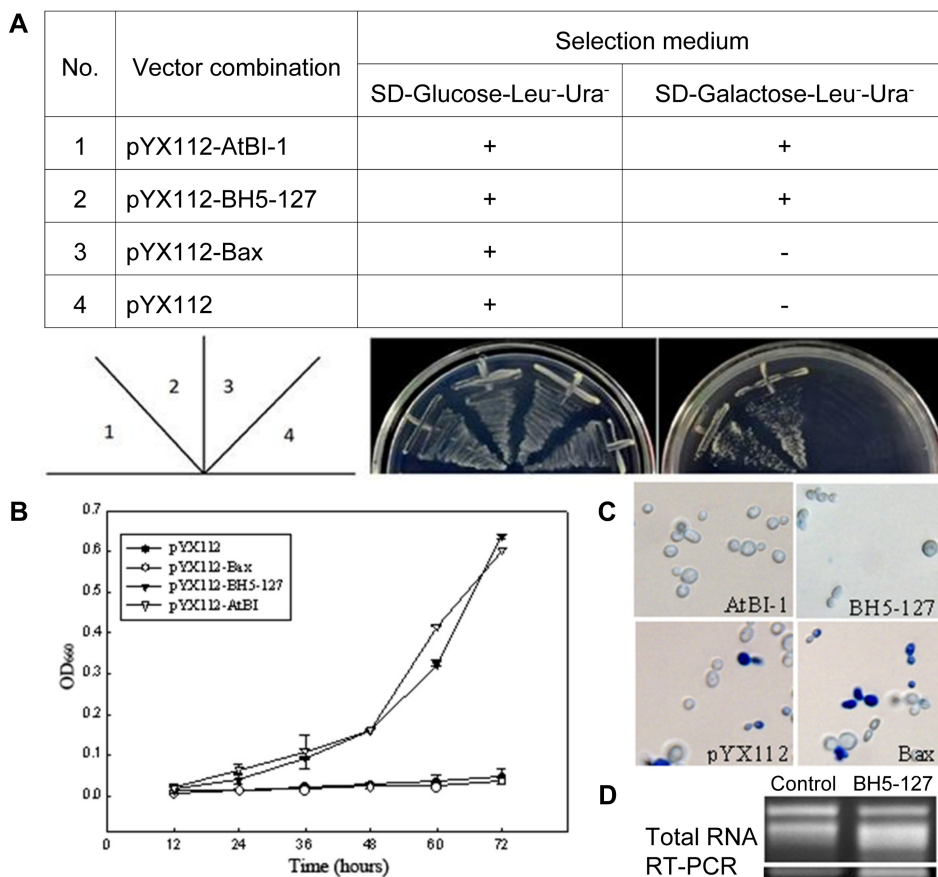 A
No. Vector combination Selection medium
SD-Glucose-Leu⁻-Ura⁻ SD-Galactose-Leu⁻-Ura⁻
1 pYX112-AtBI-1 + +
2 pYX112-BH5-127 + +
3 pYX112-Bax + -
4 pYX112 + -
1 2 3 4
B
0.7
0.6
0.5
0.4
0.3
0.2
0.1
0.0
OD₆₆₀
pYX112
pYX112-Bax
pYX112-BH5-127
pYX112-AtBI
0 12 24 36 48 60 72
Time (hours)
C
AtBI-1 BH5-127
pYX112 Bax
D
Control BH5-127
Total RNA
RT-PCR